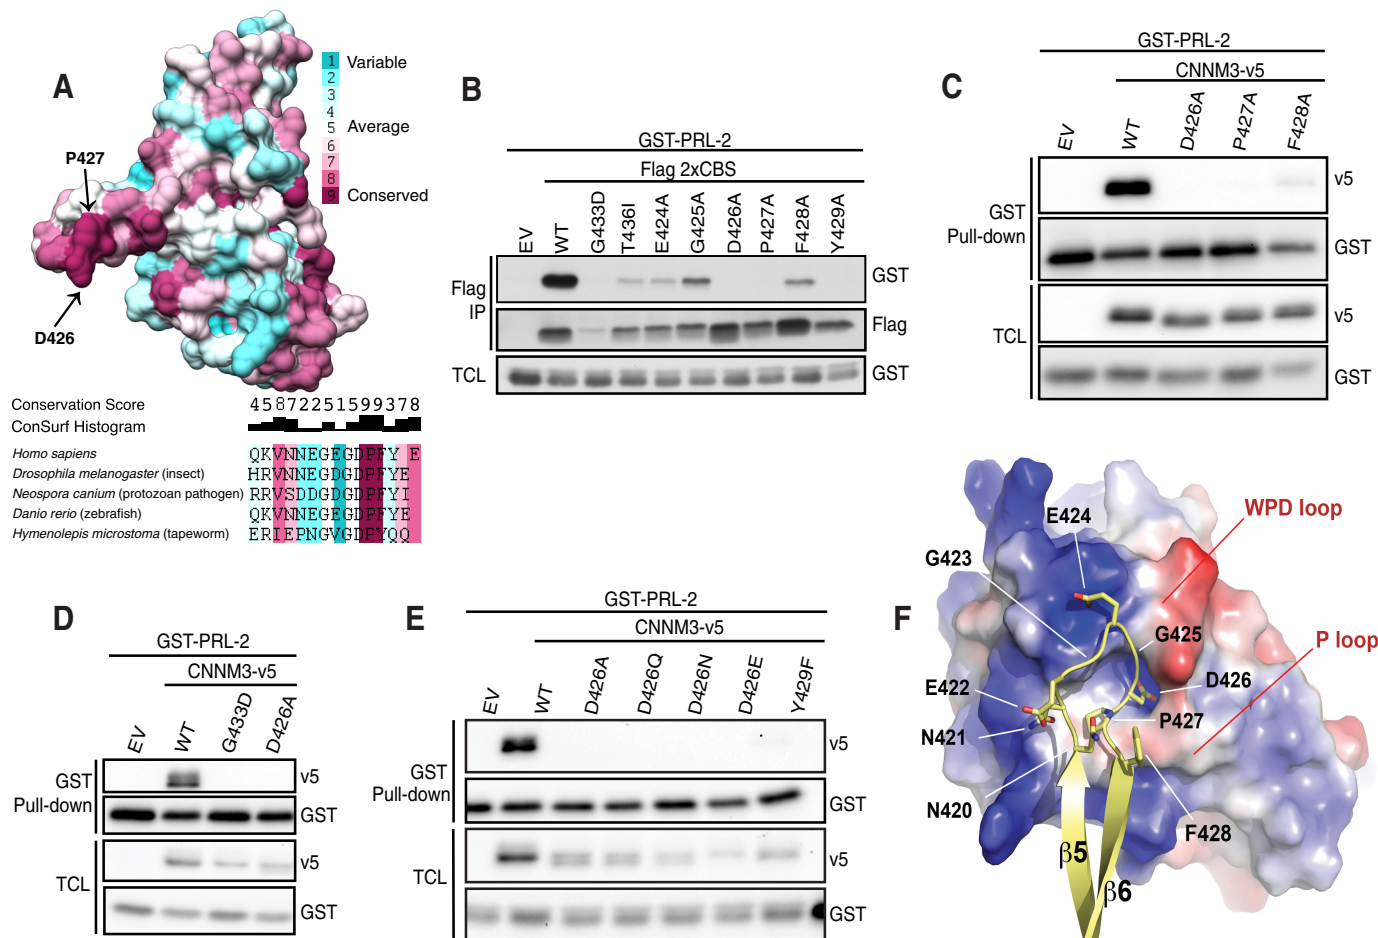 A
P427
D426
1 Variable
2
3
4
5 Average
6
7
8
9 Conserved
Conservation Score 4587225159937 8
ConSurf Histogram
Homo sapiens QKVNNEGEGDPFY E
Drosophila melanogaster (insect) HRVNNEGDGDPFYE
Neospora canium (protozoan pathogen) RRVSDDGDGDPFYI
Danio rerio (zebrafish) QKVNNEGEGDPFYE
Hymenolepis microstoma (tapeworm) ERIEPNGVGDPYQQ
B
GST-PRL-2
Flag 2xCBS
EV WT G433D T436I E424A G425A D426A P427A F428A Y429A
Flag IP
GST
Flag
TCL GST
C
GST-PRL-2
CNNM3-v5
EV WT D426A P427A F428A
GST Pull-down
v5
GST
TCL
v5
GST
D
GST-PRL-2
CNNM3-v5
EV WT G433D D426A
GST Pull-down
v5
GST
TCL
v5
GST
E
GST-PRL-2
CNNM3-v5
EV WT D426A D426Q D426N D426E Y429F
GST Pull-down
v5
GST
TCL
v5
GST
F
E424
WPD loop
G423
G425
P loop
E422
D426
N421
P427
N420
F428
β5
β6